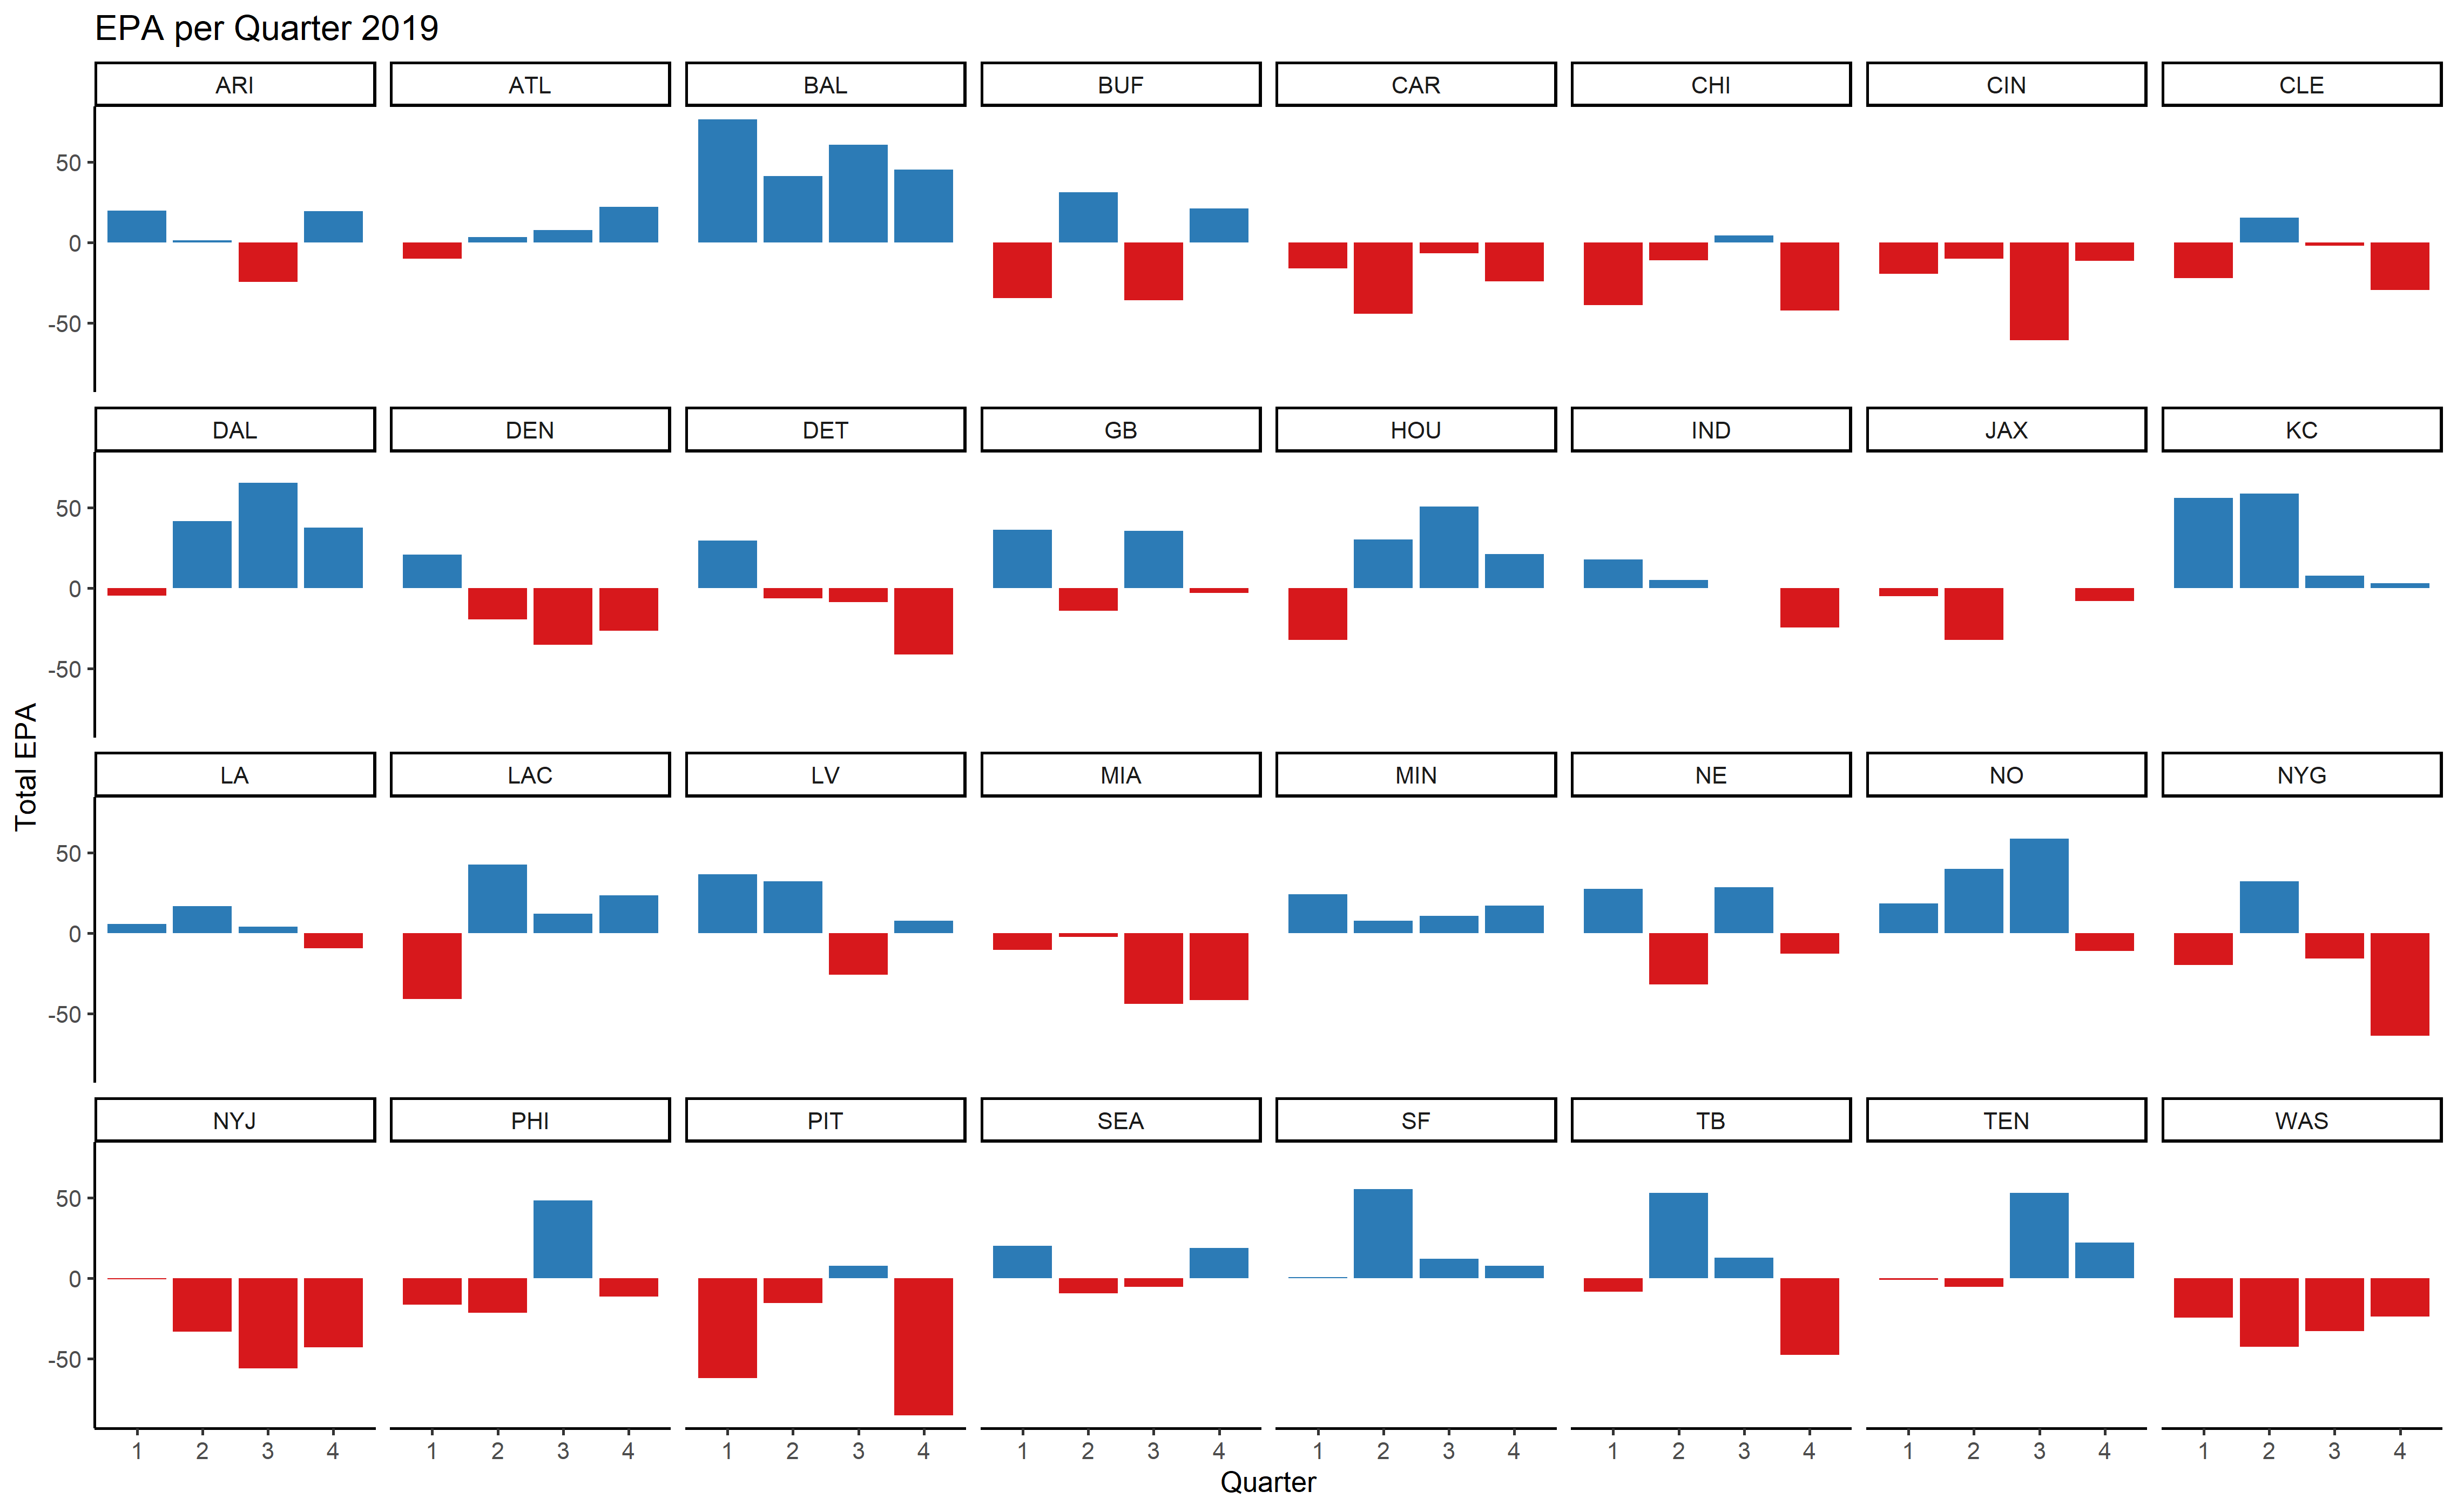 EPA per Quarter 2019
ARI ATL BAL BUF CAR CHI CIN CLE
50
0
-50
DAL DEN DET GB HOU IND JAX KC
50
0
-50
Total EPA
LA LAC LV MIA MIN NE NO NYG
50
0
-50
NYJ PHI PIT SEA SF TB TEN WAS
50
0
-50
1 2 3 4 1 2 3 4 1 2 3 4 1 2 3 4 1 2 3 4 1 2 3 4 1 2 3 4 1 2 3 4
Quarter